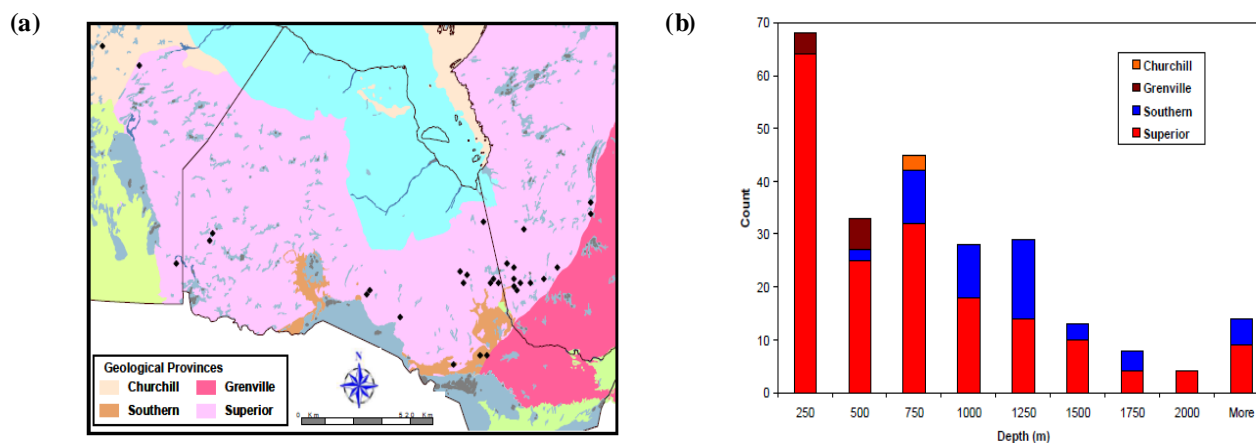 (a)
N
Geological Provinces
Churchill Grenville
Southern Superior
0 Km 520 Km
(b)
70
60
50
40
30
20
10
0
Count
Churchill
Grenville
Southern
Superior
250 500 750 1000 1250 1500 1750 2000 More
Depth (m)